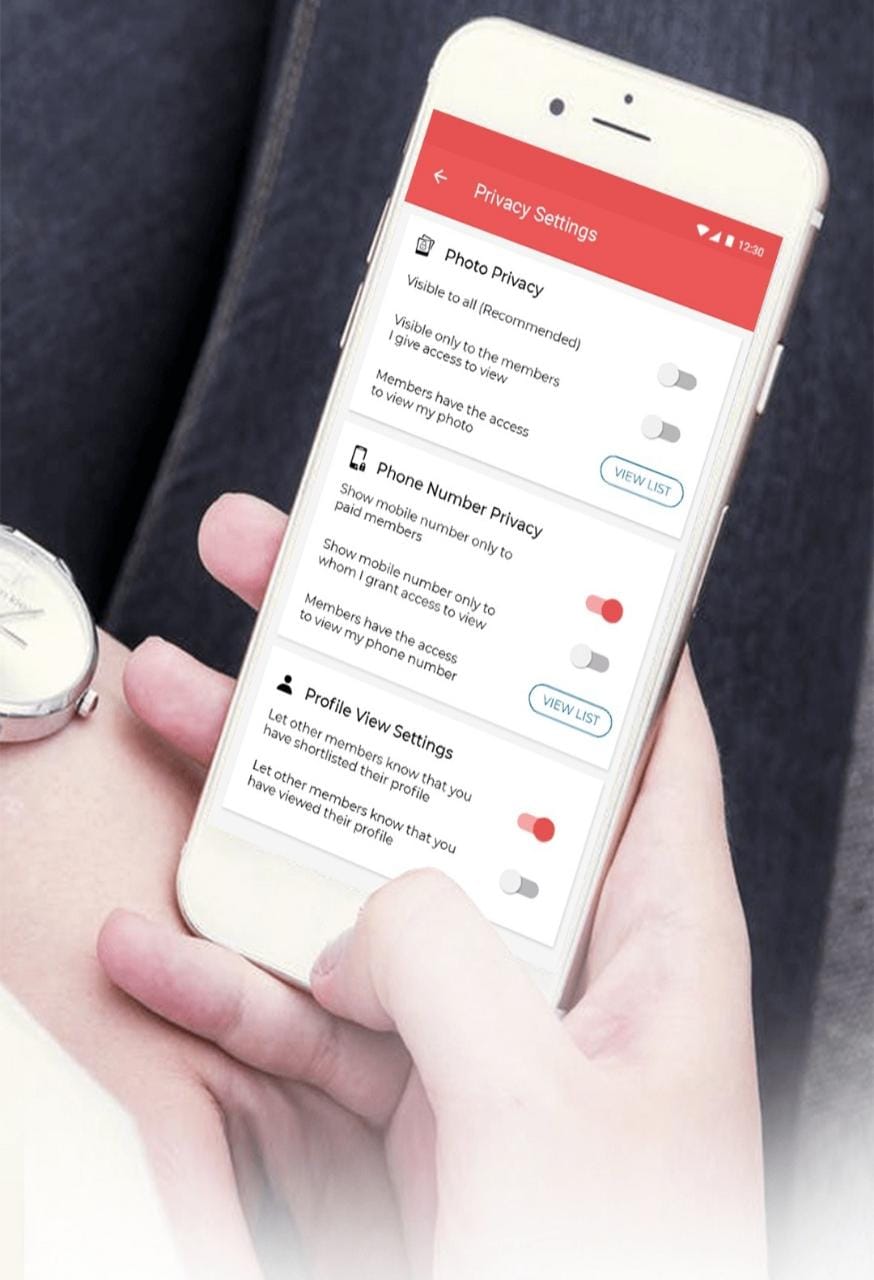 12:30
Privacy Settings
Photo Privacy
Visible to all (Recommended)
Visible only to the members
I give access to view
Members have the access
to view my photo
VIEW LIST
Phone Number Privacy
Show mobile number only to
paid members
Show mobile number only to
whom I grant access to view
Members have the access
to view my phone number
VIEW LIST
Profile View Settings
Let other members know that you
have shortlisted their profile
Let other members know that you
have viewed their profile